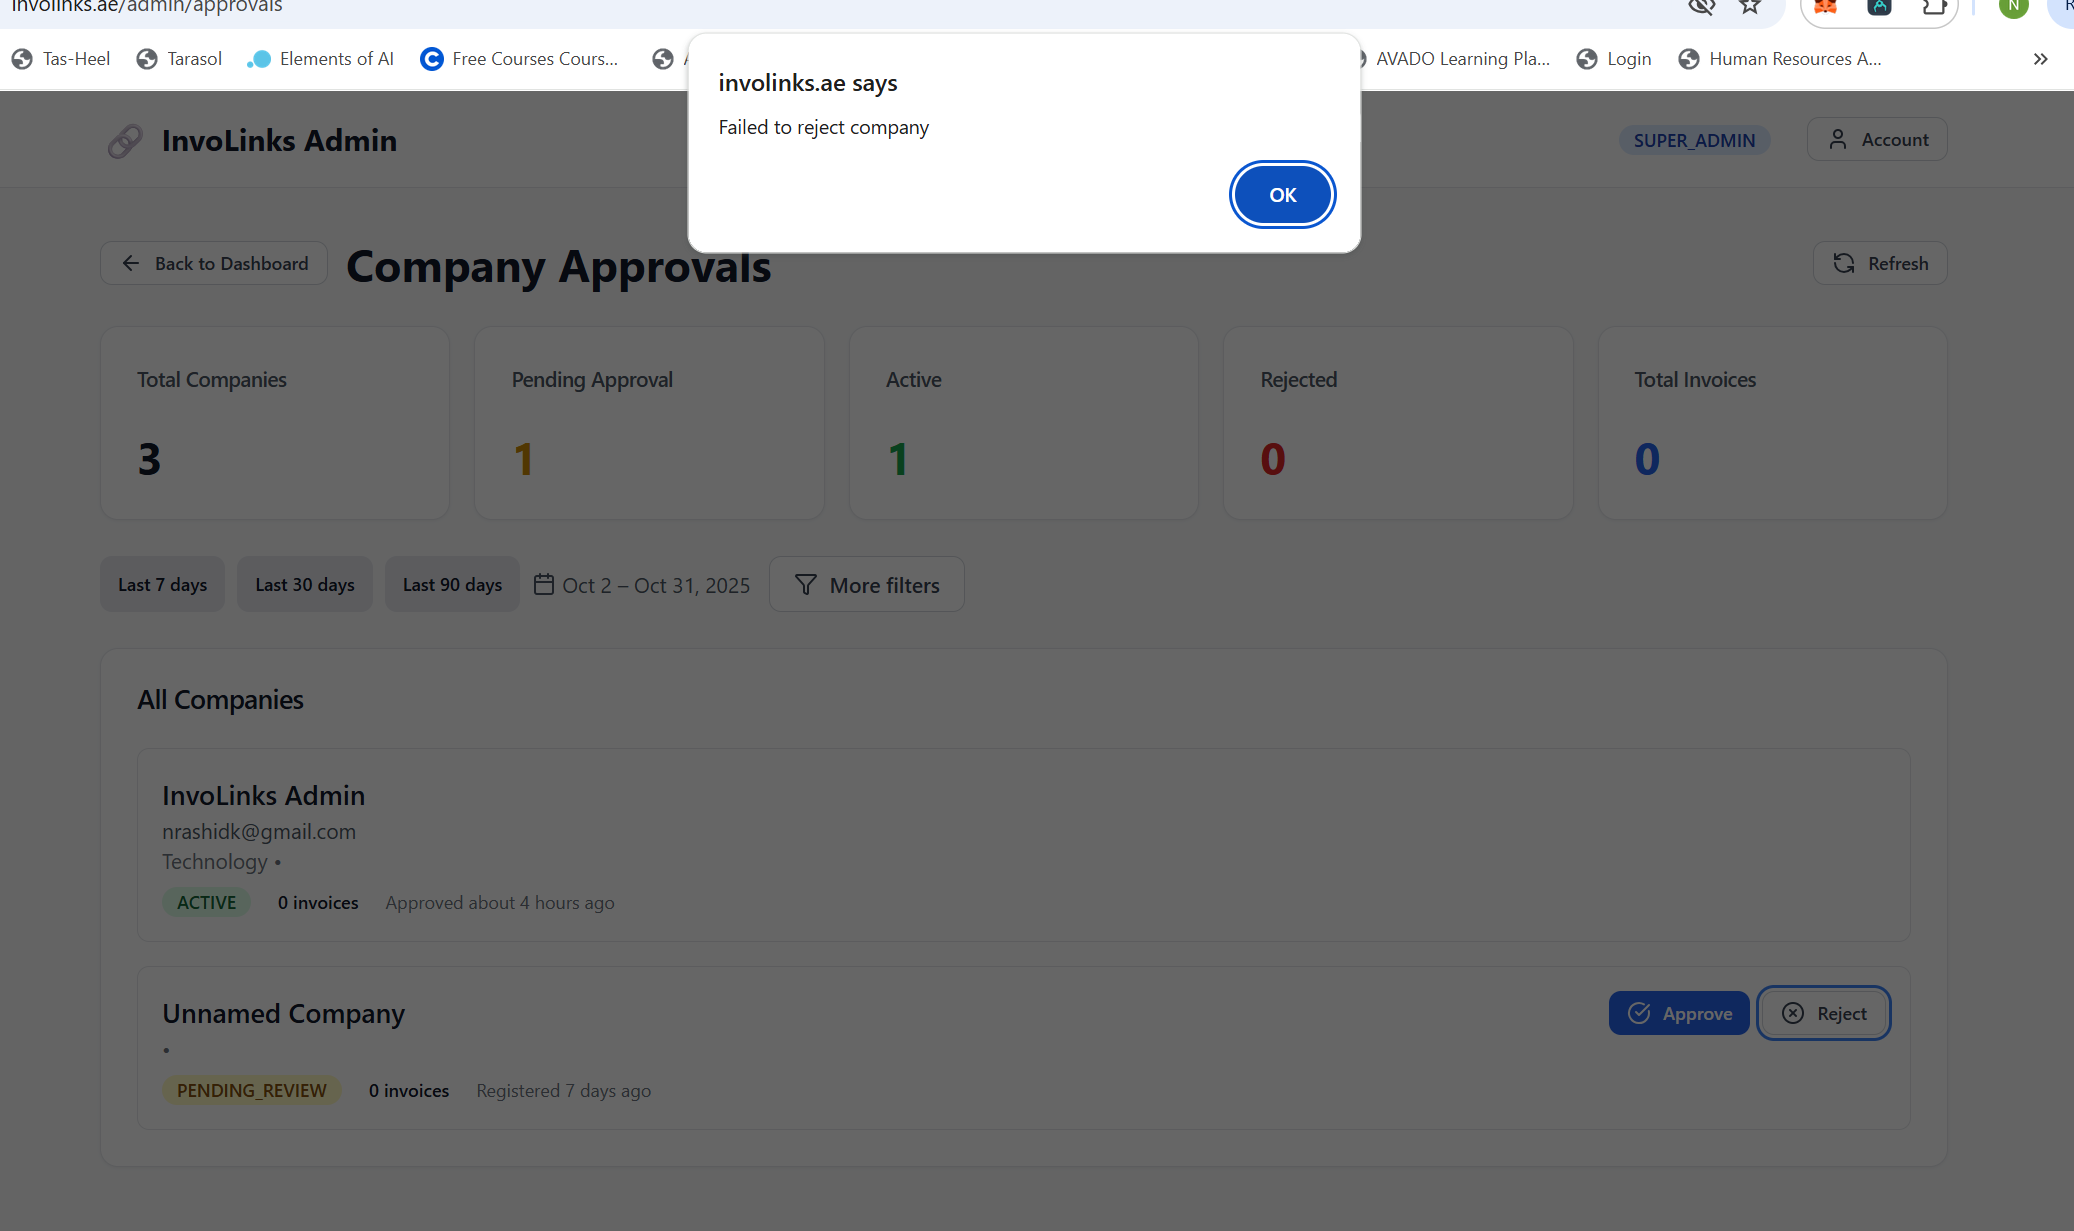 involinks.ae/admin/approvals
N
Tas-Heel
Tarasol
Elements of AI
Free Courses Cours...
AVADO Learning Pla...
Login
Human Resources A...
involinks.ae says
Failed to reject company
OK
InvoLinks Admin
SUPER_ADMIN
Account
Back to Dashboard
Company Approvals
Refresh
Total Companies
3
Pending Approval
1
Active
1
Rejected
0
Total Invoices
0
Last 7 days
Last 30 days
Last 90 days
Oct 2 – Oct 31, 2025
More filters
All Companies
InvoLinks Admin
nrashidk@gmail.com
Technology •
ACTIVE
0 invoices
Approved about 4 hours ago
Unnamed Company
•
Approve
Reject
PENDING_REVIEW
0 invoices
Registered 7 days ago